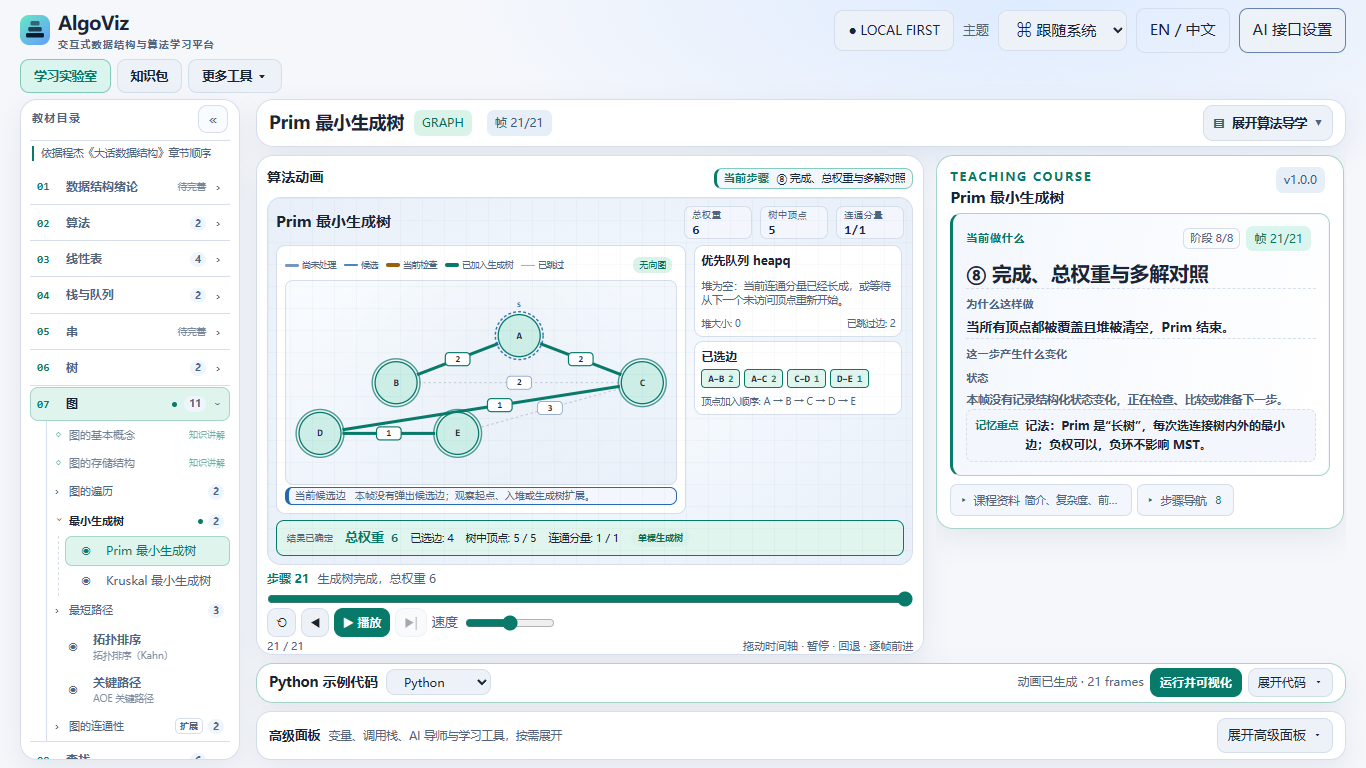 AlgoViz
交互式数据结构与算法学习平台
● LOCAL FIRST
主题
⌘ 跟随系统
EN / 中文
AI 接口设置
学习实验室
知识包
更多工具
教材目录
«
依据程杰《大话数据结构》章节顺序
01 数据结构绪论 待完善 ›
02 算法 2 ›
03 线性表 4 ›
04 栈与队列 2 ›
05 串 待完善 ›
06 树 2 ›
07 图 11
图的基本概念 知识讲解
图的存储结构 知识讲解
图的遍历 2
最小生成树 2
Prim 最小生成树
Kruskal 最小生成树
最短路径 3
拓扑排序
拓扑排序（Kahn）
关键路径
AOE 关键路径
图的连通性 扩展 2
Prim 最小生成树
GRAPH
帧 21/21
展开算法导学
算法动画
当前步骤 ⑧ 完成、总权重与多解对照
Prim 最小生成树
总权重
6
树中顶点
5
连通分量
1/1
尚未处理 候选 当前检查 已加入生成树 已跳过
无向图
S
A
2 2
B 2 C
1 3
D 1 E
当前候选边 本帧没有弹出候选边；观察起点、入堆或生成树扩展。
优先队列 heapq
堆为空：当前连通分量已经长成，或等待
从下一个未访问顶点重新开始。
堆大小: 0 已跳过边: 2
已选边
A–B 2 A–C 2 C–D 1 D–E 1
顶点加入顺序: A → B → C → D → E
结果已确定 总权重 6 已选边: 4 树中顶点: 5 / 5 连通分量: 1 / 1 单棵生成树
步骤 21 生成树完成，总权重 6
▶ 播放
速度
21 / 21
拖动时间轴 · 暂停 · 回退 · 逐帧前进
TEACHING COURSE
Prim 最小生成树
v1.0.0
当前做什么
阶段 8/8
帧 21/21
⑧ 完成、总权重与多解对照
为什么这样做
当所有顶点都被覆盖且堆被清空，Prim 结束。
这一步产生什么变化
状态
本帧没有记录结构化状态变化，正在检查、比较或准备下一步。
记忆重点 记法：Prim 是“长树”，每次选连接树内外的最小
边；负权可以，负环不影响 MST。
课程资料 简介、复杂度、前…
步骤导航 8
Python 示例代码
Python
动画已生成 · 21 frames
运行并可视化
展开代码
高级面板 变量、调用栈、AI 导师与学习工具，按需展开
展开高级面板